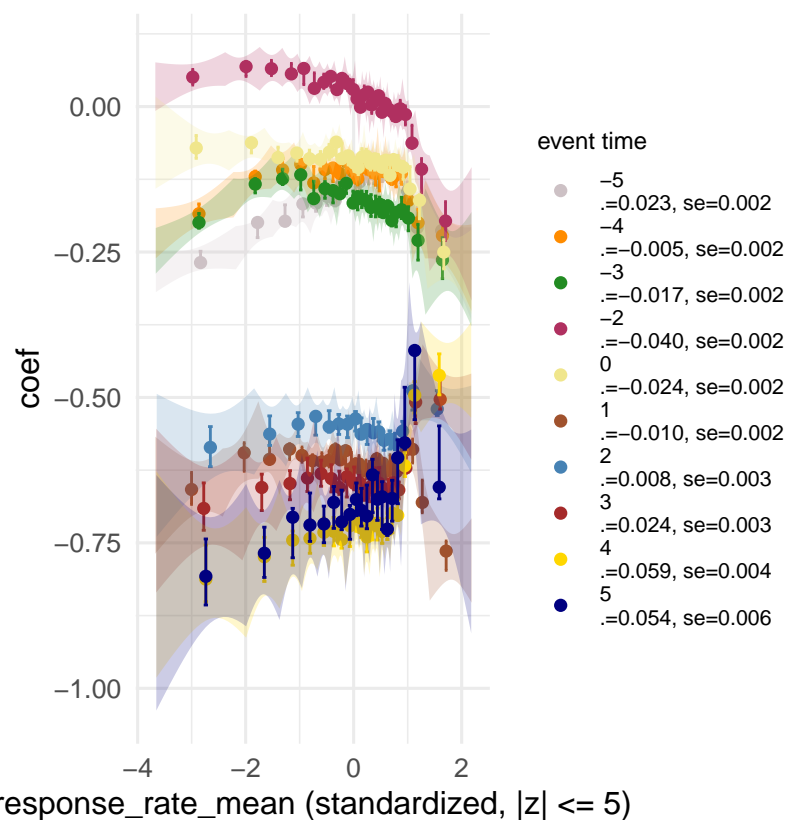 0.00
−0.25
−0.50
−0.75
−1.00
coef
−4
−2
0
2
response_rate_mean (standardized, |z| <= 5)
event time
−5
.=0.023, se=0.002
−4
.=−0.005, se=0.002
−3
.=−0.017, se=0.002
−2
.=−0.040, se=0.002
0
.=−0.024, se=0.002
1
.=−0.010, se=0.002
2
.=0.008, se=0.003
3
.=0.024, se=0.003
4
.=0.059, se=0.004
5
.=0.054, se=0.006